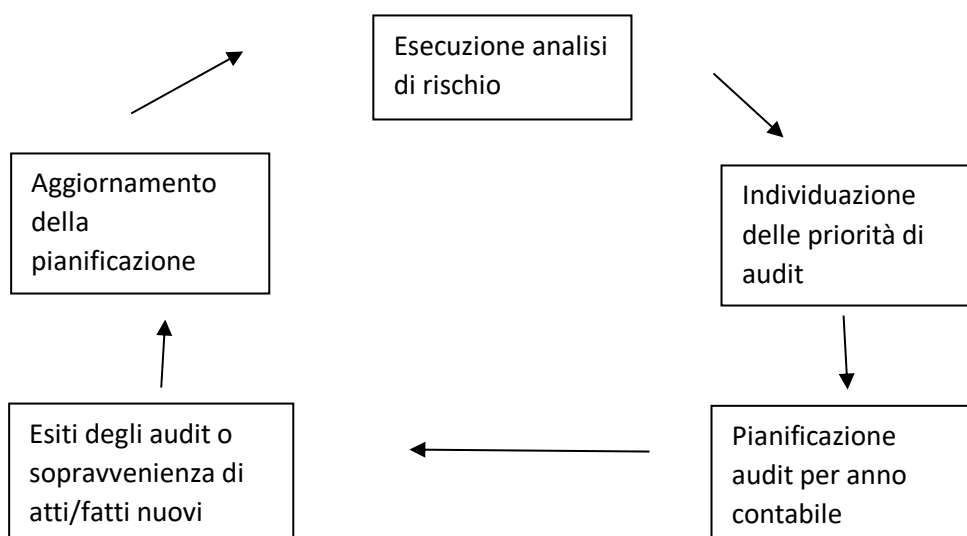 Esecuzione analisi
di rischio
Individuazione
delle priorità di
audit
Pianificazione
audit per anno
contabile
Esiti degli audit o
sopravvenienza di
atti/fatti nuovi
Aggiornamento
della
pianificazione